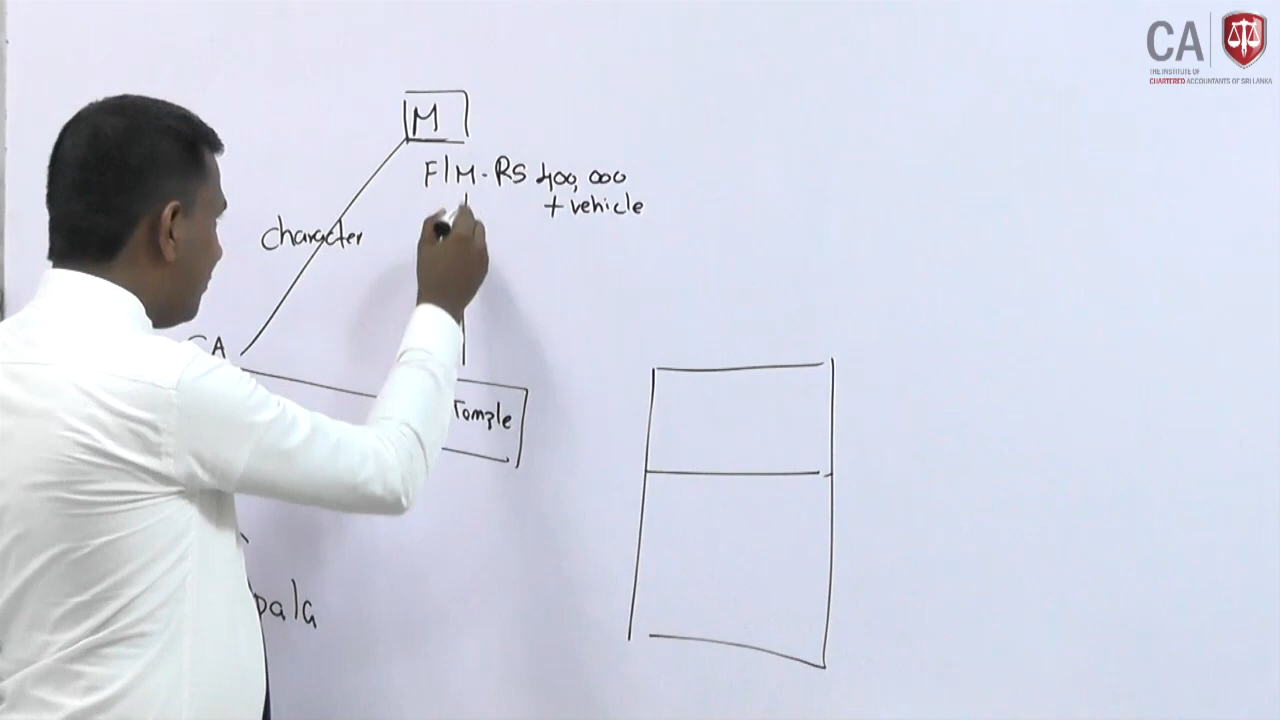 CA
THE INSTITUTE OF
CHARTERED ACCOUNTANTS OF SRI LANKA
M
F/M - RS 400,000
+ vehicle
character
CA
Temple
pala